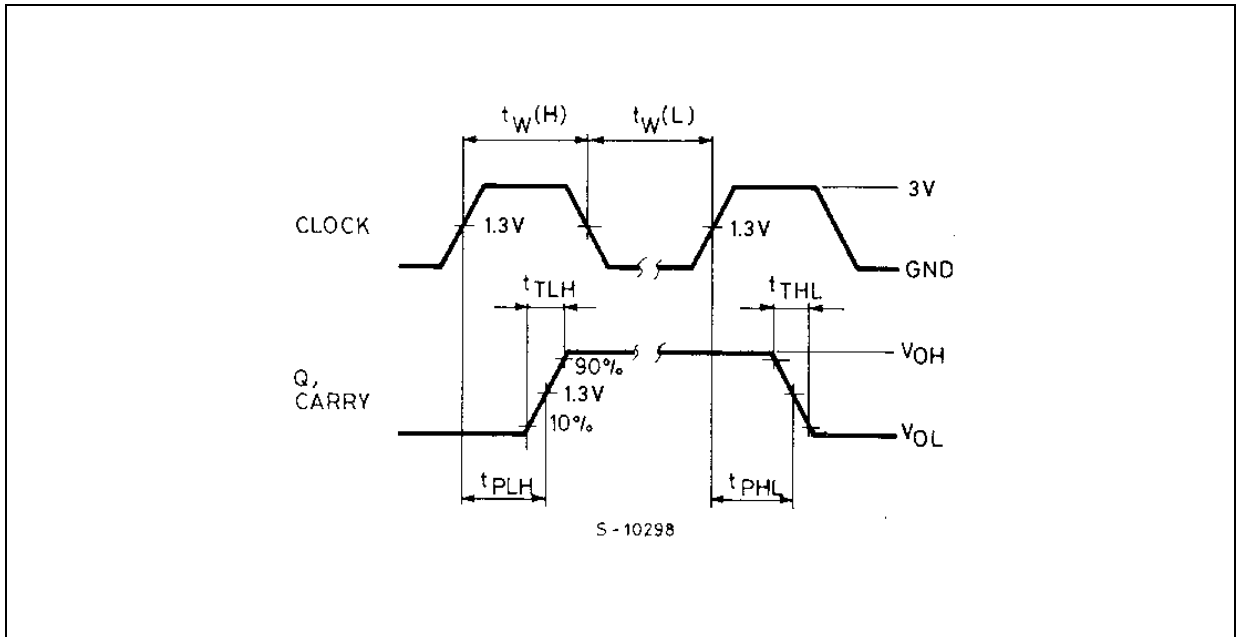 tW(H)
tW(L)
3V
CLOCK
1.3V
1.3V
GND
tTLH
tTHL
VOH
90%
Q,
CARRY
1.3V
10%
VOL
tPLH
tPHL
S-10298